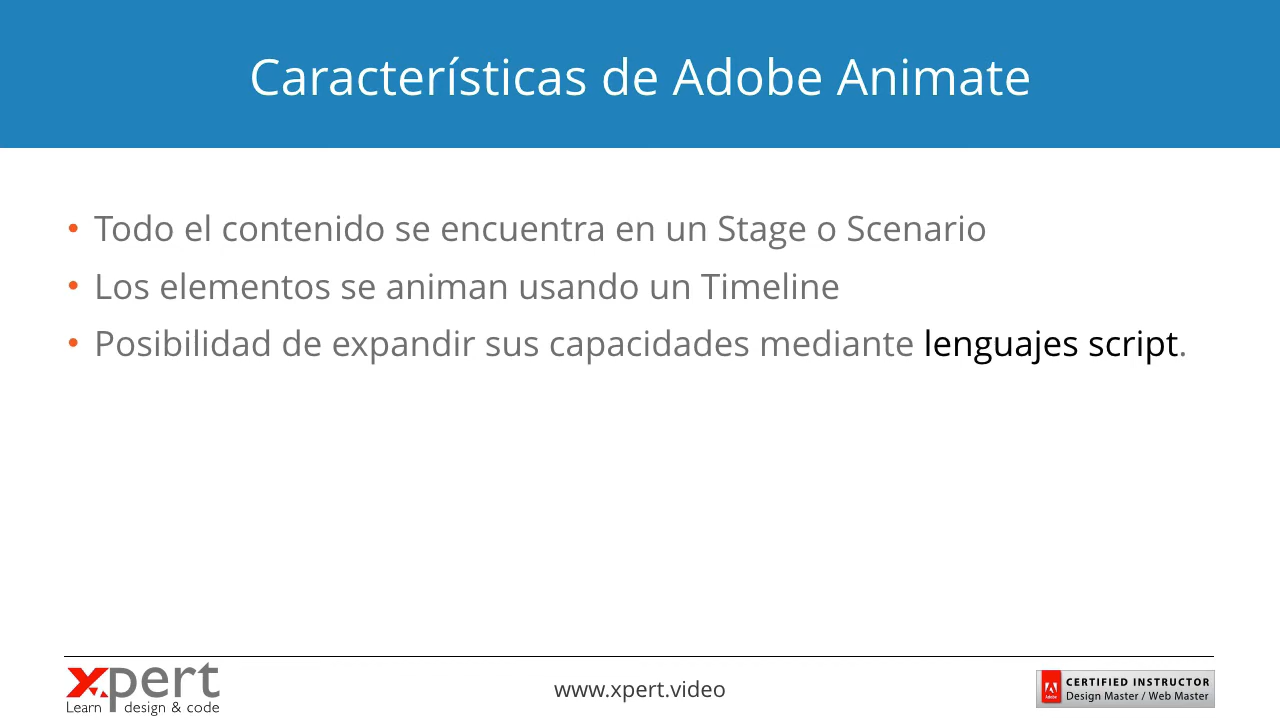 Características de Adobe Animate
• Todo el contenido se encuentra en un Stage o Scenario
• Los elementos se animan usando un Timeline
• Posibilidad de expandir sus capacidades mediante lenguajes script.
xpert
Learn design & code
www.xpert.video
Adobe
CERTIFIED INSTRUCTOR
Design Master / Web Master